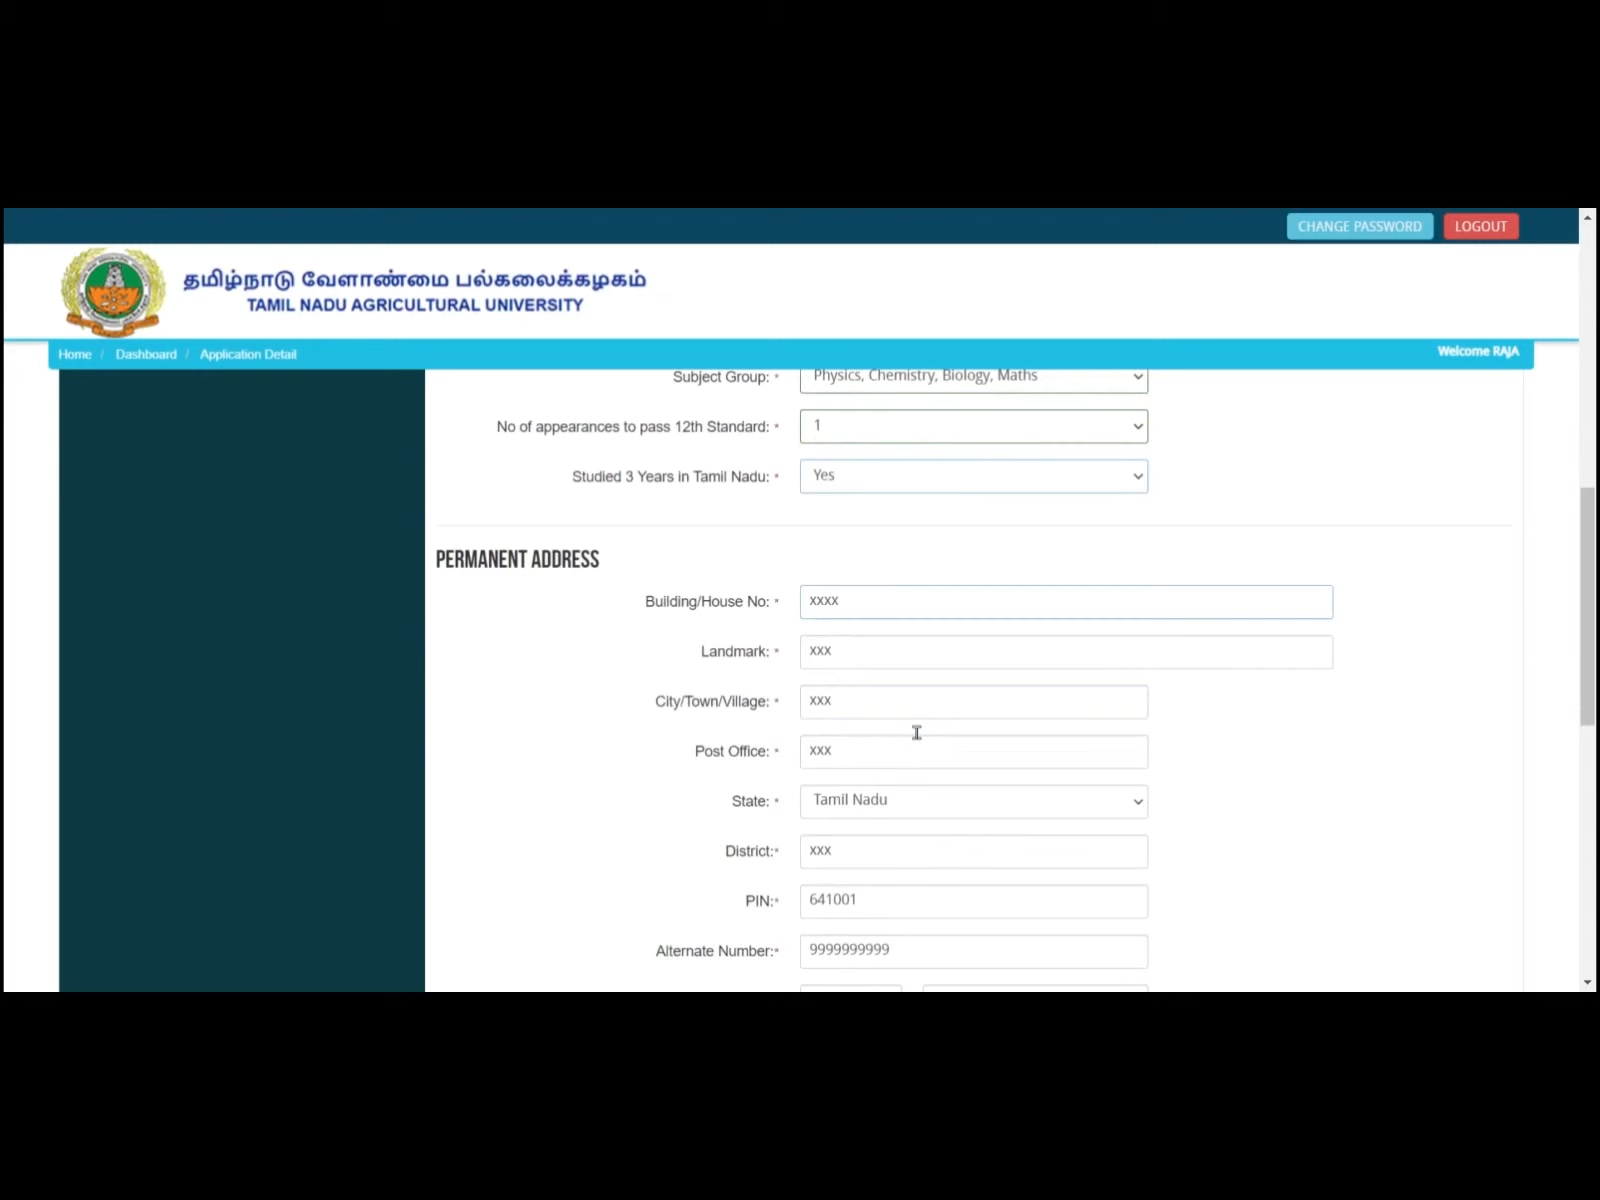 CHANGE PASSWORD LOGOUT
தமிழ்நாடு வேளாண்மை பல்கலைக்கழகம்
TAMIL NADU AGRICULTURAL UNIVERSITY
Home / Dashboard / Application Detail Welcome RAJA
Subject Group: * Physics, Chemistry, Biology, Maths
No of appearances to pass 12th Standard: * 1
Studied 3 Years in Tamil Nadu: * Yes
PERMANENT ADDRESS
Building/House No: * xxxx
Landmark: * xxx
City/Town/Village: * xxx
Post Office: * xxx
State: * Tamil Nadu
District:* xxx
PIN:* 641001
Alternate Number:* 9999999999